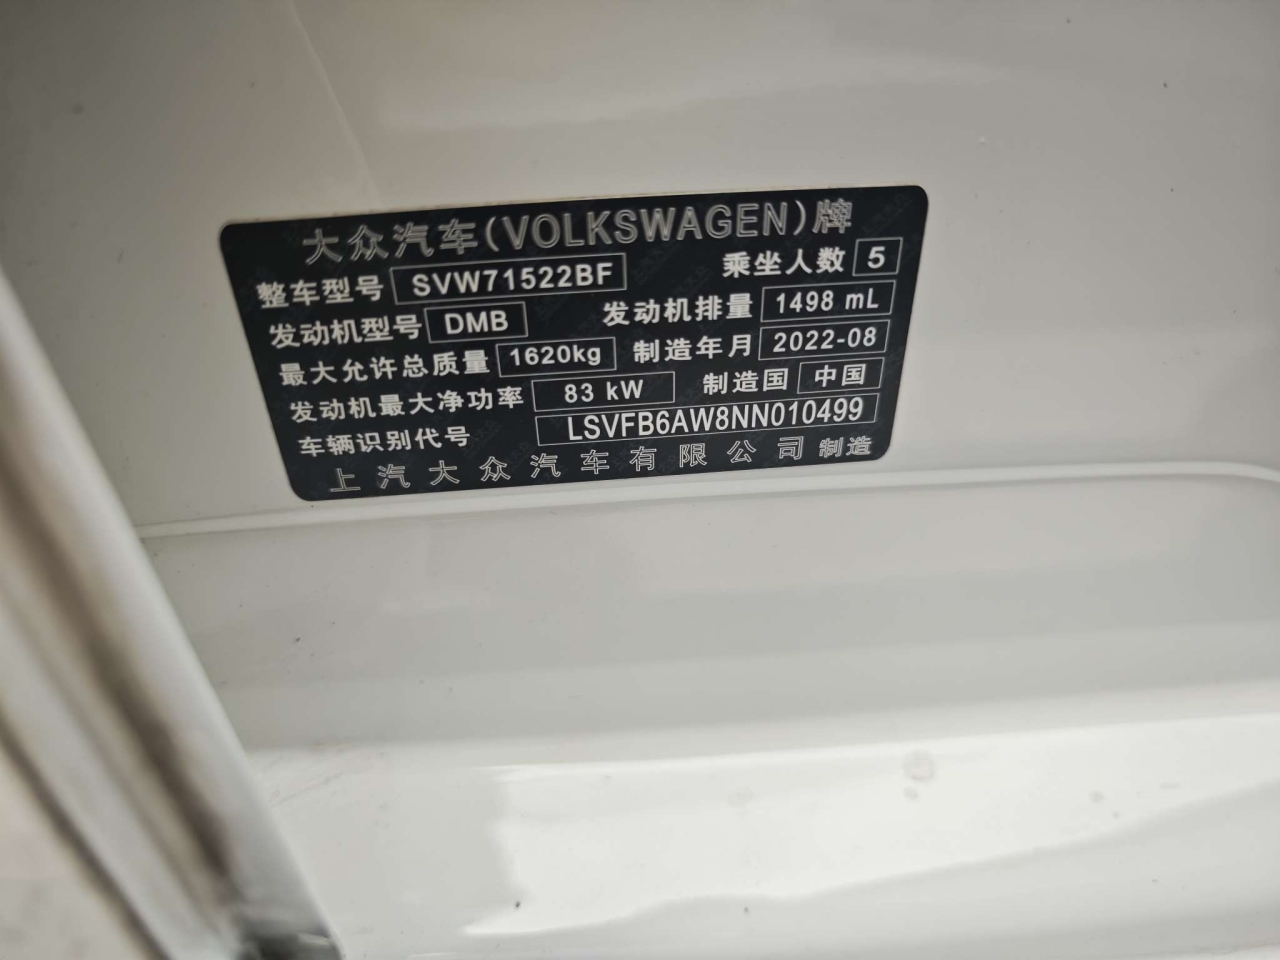 大众汽车(VOLKSWAGEN)牌
整车型号 SVW71522BF 乘坐人数 5
发动机型号 DMB 发动机排量 1498 mL
最大允许总质量 1620kg 制造年月 2022-08
发动机最大净功率 83 kW 制造国 中国
车辆识别代号 LSVFB6AW8NN010499
上汽大众汽车有限公司制造